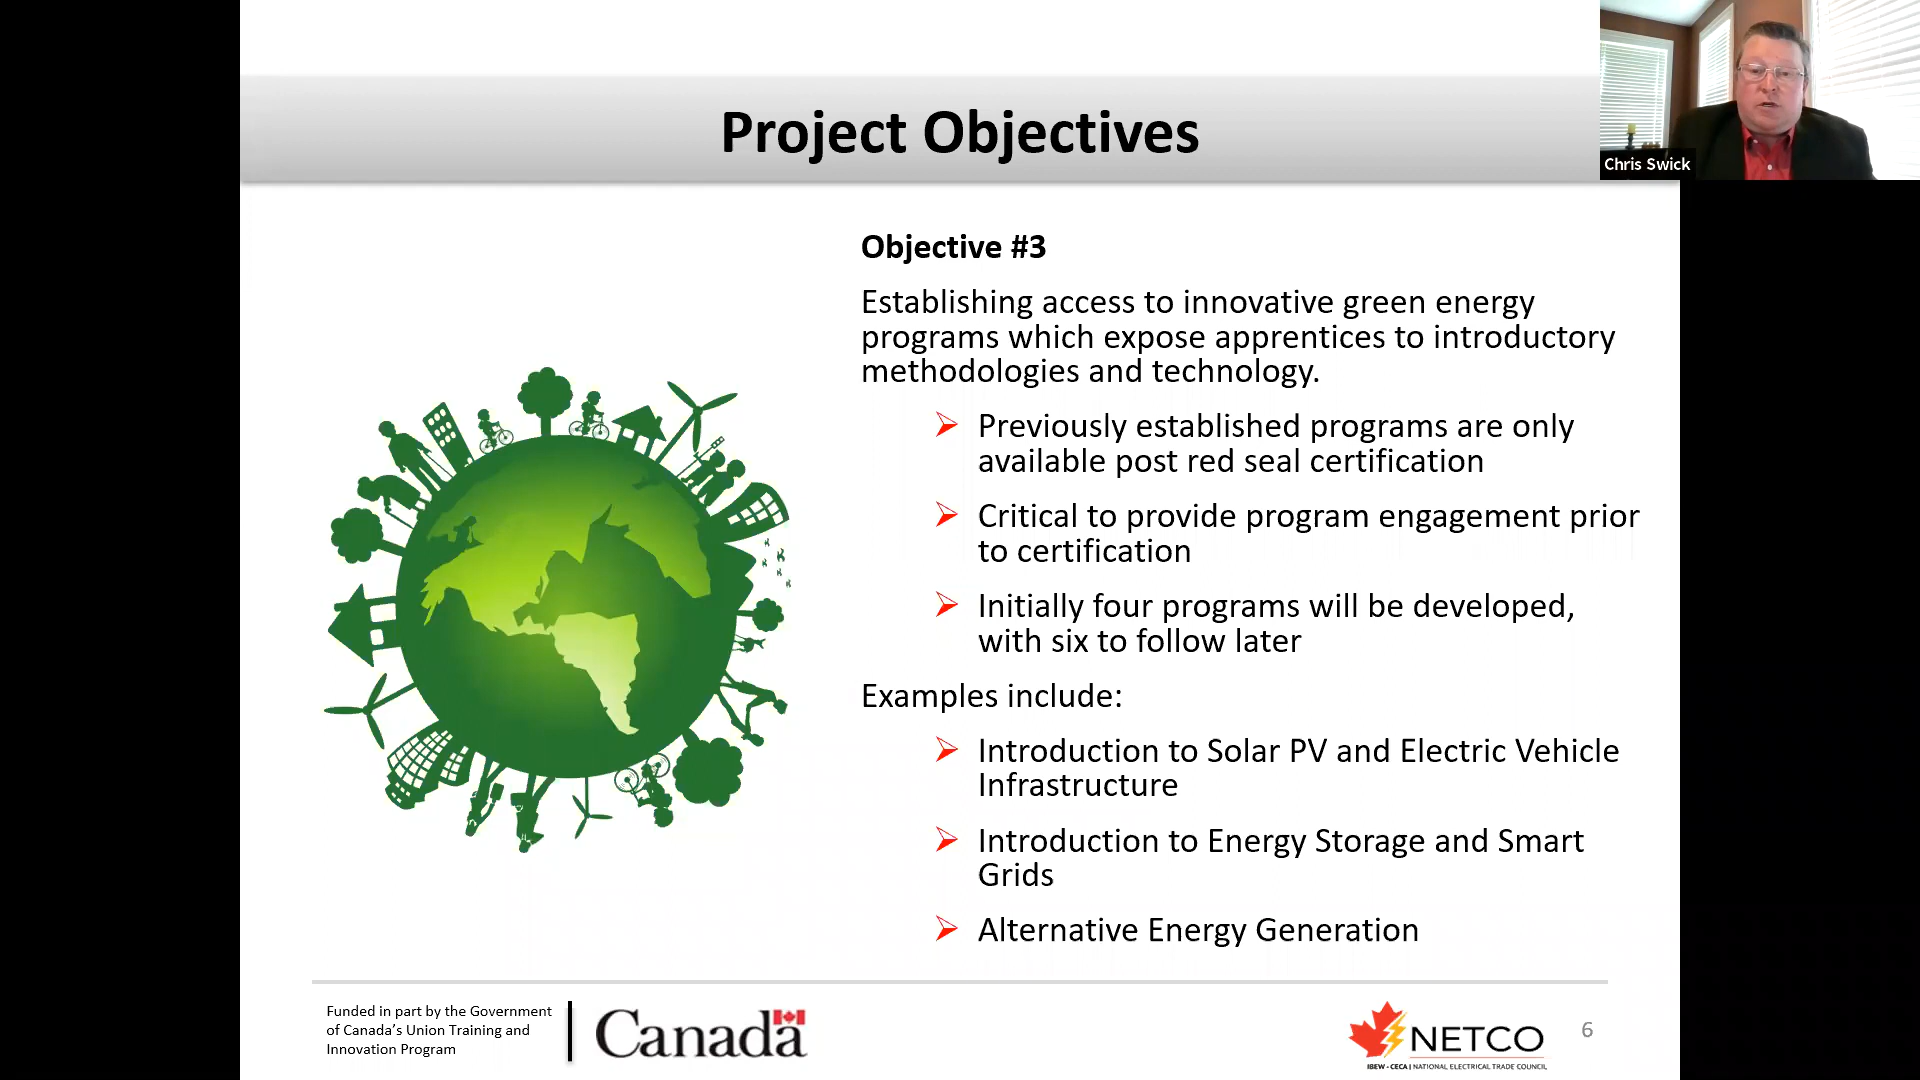 Project Objectives
Chris Swick
Objective #3
Establishing access to innovative green energy
programs which expose apprentices to introductory
methodologies and technology.
Previously established programs are only
available post red seal certification
Critical to provide program engagement prior
to certification
Initially four programs will be developed,
with six to follow later
Examples include:
Introduction to Solar PV and Electric Vehicle
Infrastructure
Introduction to Energy Storage and Smart
Grids
Alternative Energy Generation
Funded in part by the Government
of Canada's Union Training and
Innovation Program
Canada
NETCO
IBEW - CECA | NATIONAL ELECTRICAL TRADE COUNCIL
6